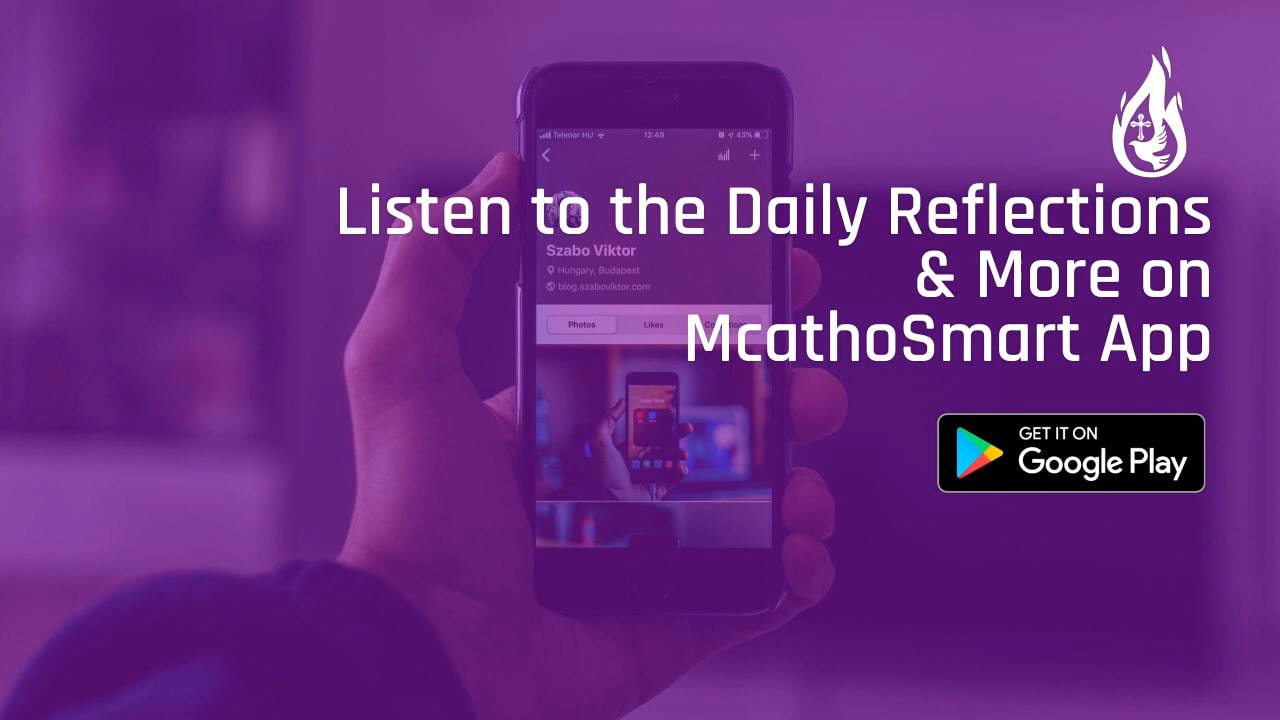 Telenor HU 12:49 43%
Listen to the Daily Reflections
& More on
McathoSmart App
Szabo Viktor
Hungary, Budapest
blog.szaboviktor.com
Photos Likes
GET IT ON
Google Play